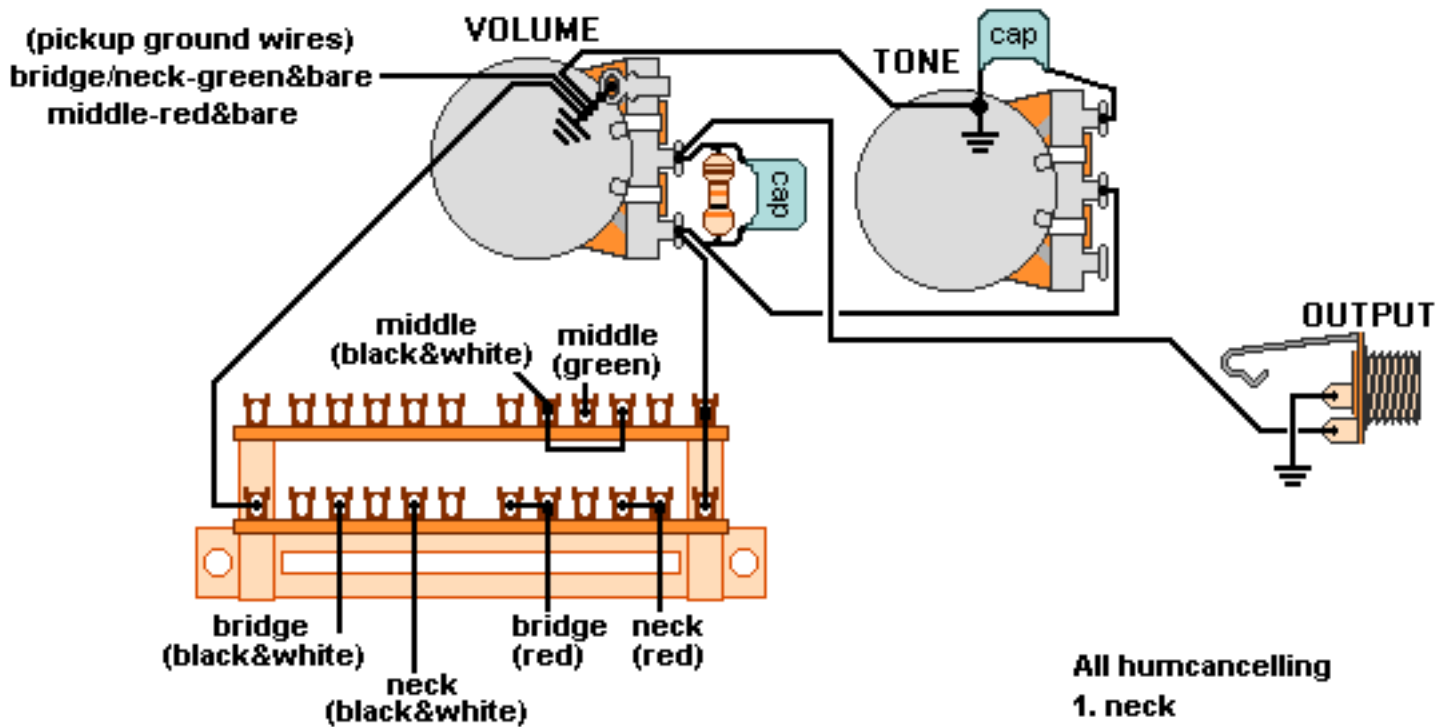 VOLUME
(pickup ground wires)
bridge/neck-green&bare
middle-red&bare
TONE
cap
cap
OUTPUT
middle
(black&white)
middle
(green)
bridge
(black&white)
neck
(black&white)
bridge
(red)
neck
(red)
All humcancelling
1. neck